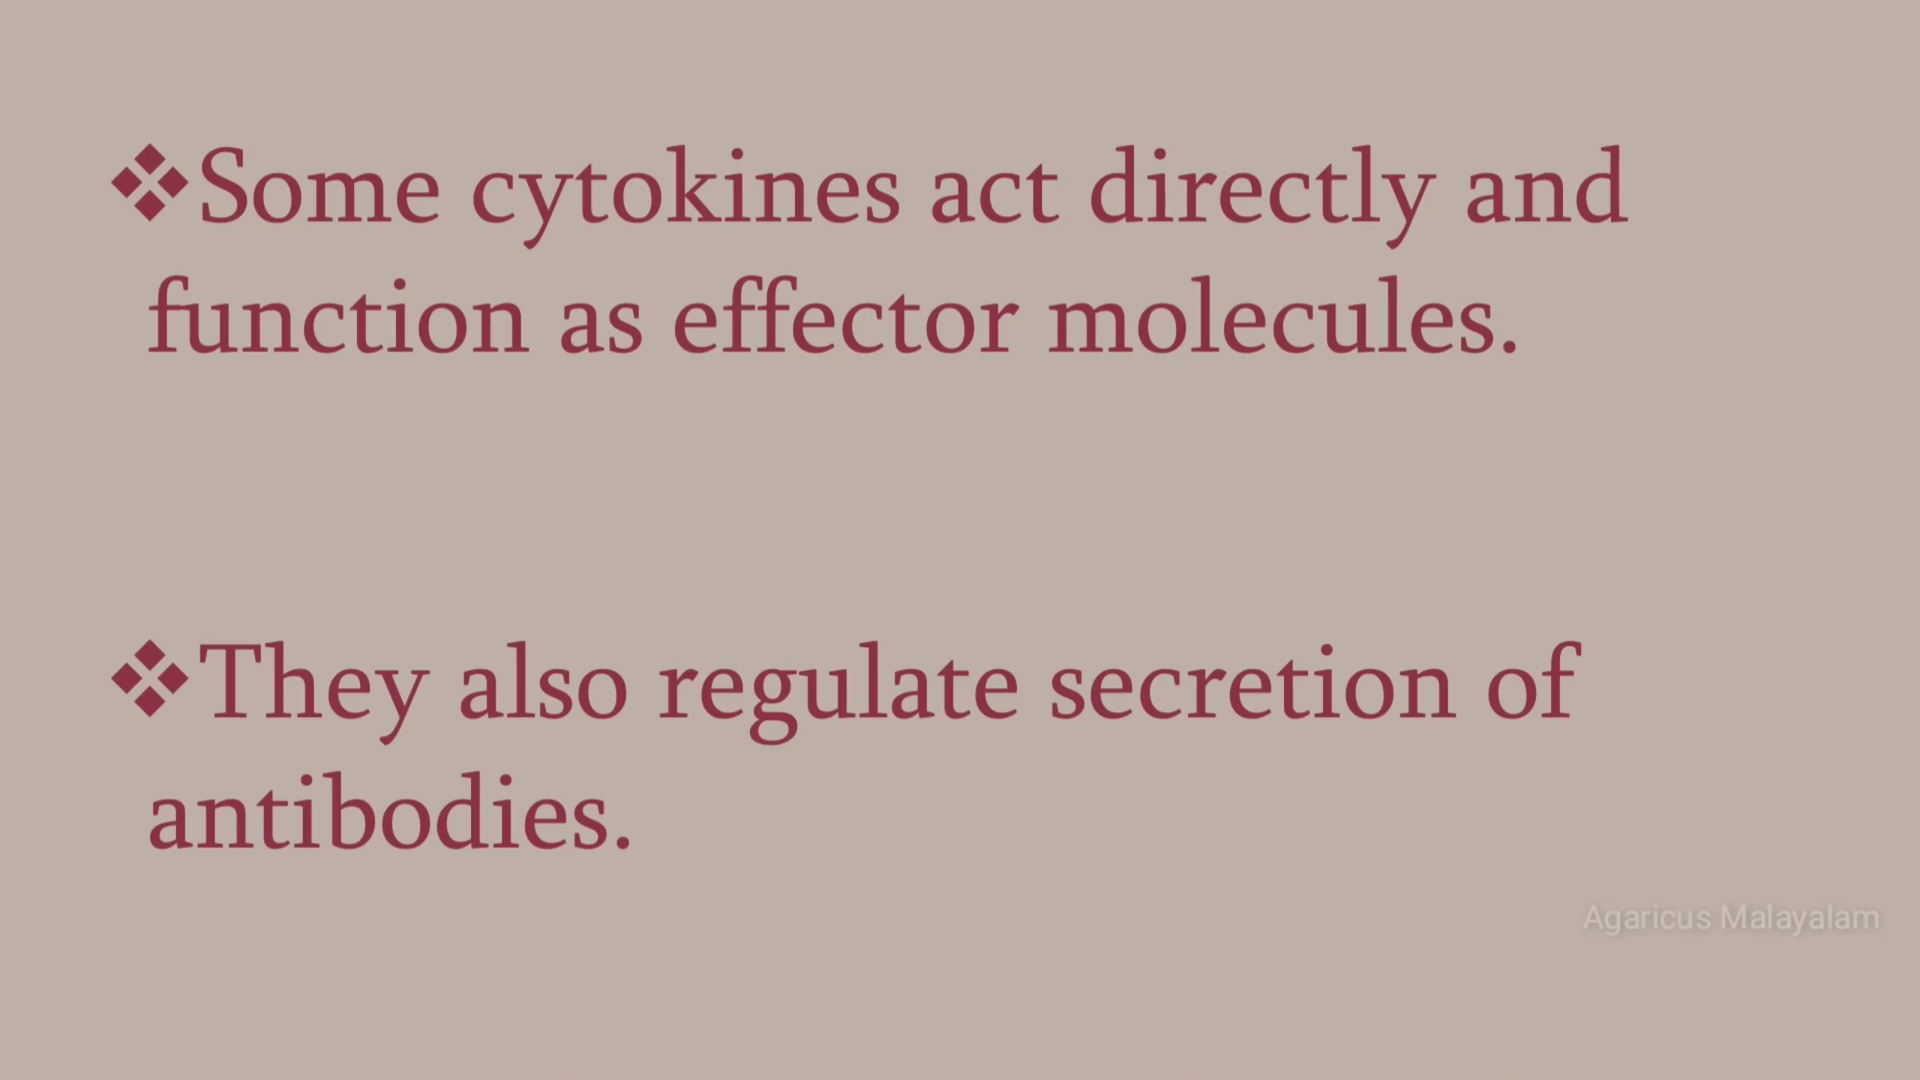 ❖Some cytokines act directly and
function as effector molecules.
❖They also regulate secretion of
antibodies.
Agaricus Malayalam